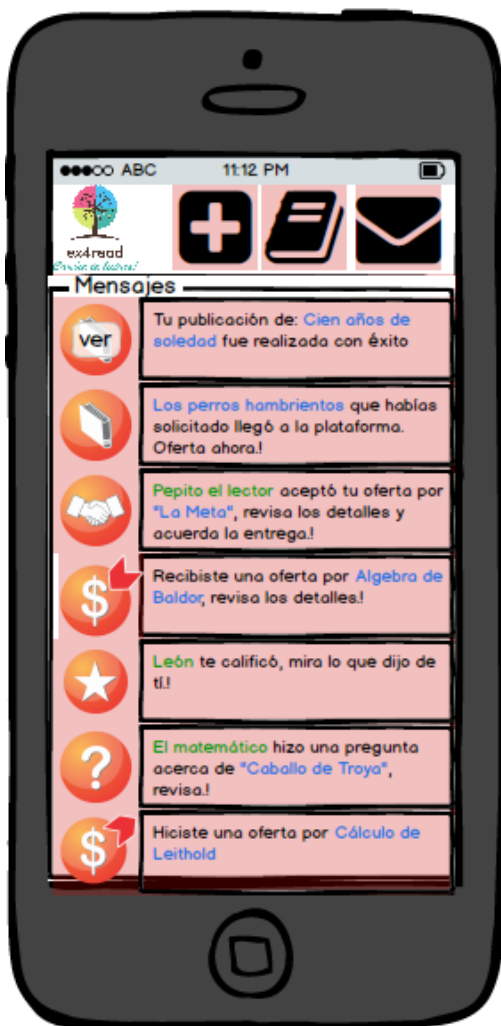 ABC
11:12 PM
ex4read
Mensajes
ver
Tu publicación de: Cien años de
soledad fue realizada con éxito
Los perros hambrientos que habías
solicitado llegó a la plataforma.
Oferta ahora.!
Pepito el lector aceptó tu oferta por
"La Meta", revisa los detalles y
acuerda la entrega.!
$
Recibiste una oferta por Algebra de
Baldor, revisa los detalles.!
León te calificó, mira lo que dijo de
tí.!
?
El matemático hizo una pregunta
acerca de "Caballo de Troya",
revisa.!
$
Hiciste una oferta por Cálculo de
Leithold